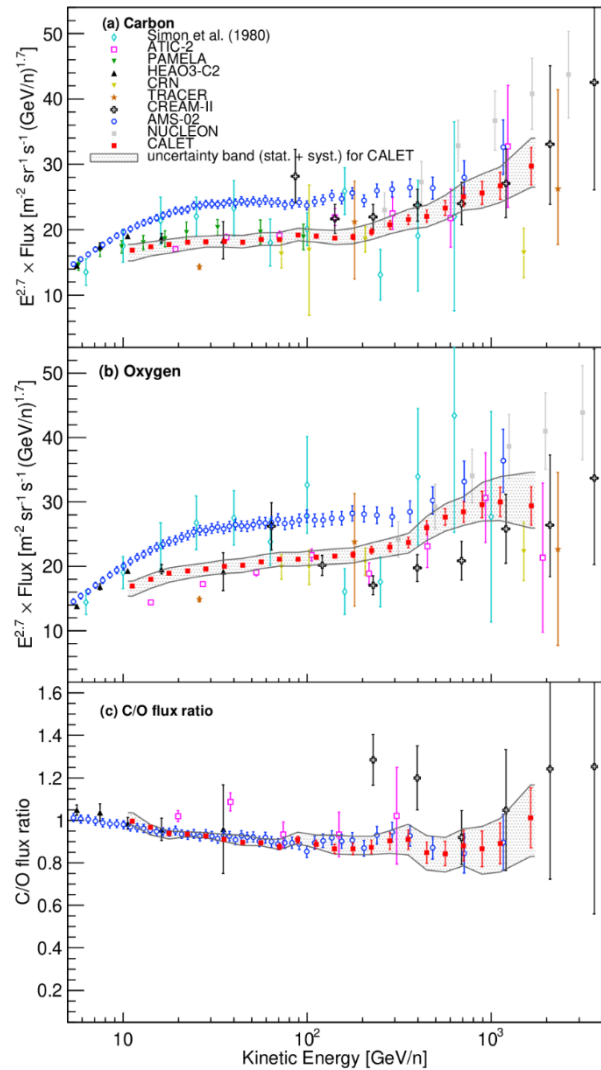 (a) Carbon
Simon et al. (1980)
ATIC-2
PAMELA
HEAO3-C2
CRN
TRACER
CREAM-II
AMS-02
NUCLEON
CALET
uncertainty band (stat. + syst.) for CALET
50
40
30
20
10
E^2.7 × Flux [m^-2 sr^-1 s^-1 (GeV/n)^1.7]
(b) Oxygen
50
40
30
20
10
E^2.7 × Flux [m^-2 sr^-1 s^-1 (GeV/n)^1.7]
(c) C/O flux ratio
1.6
1.4
1.2
1.0
0.8
0.6
0.4
0.2
C/O flux ratio
10 10^2 10^3
Kinetic Energy [GeV/n]